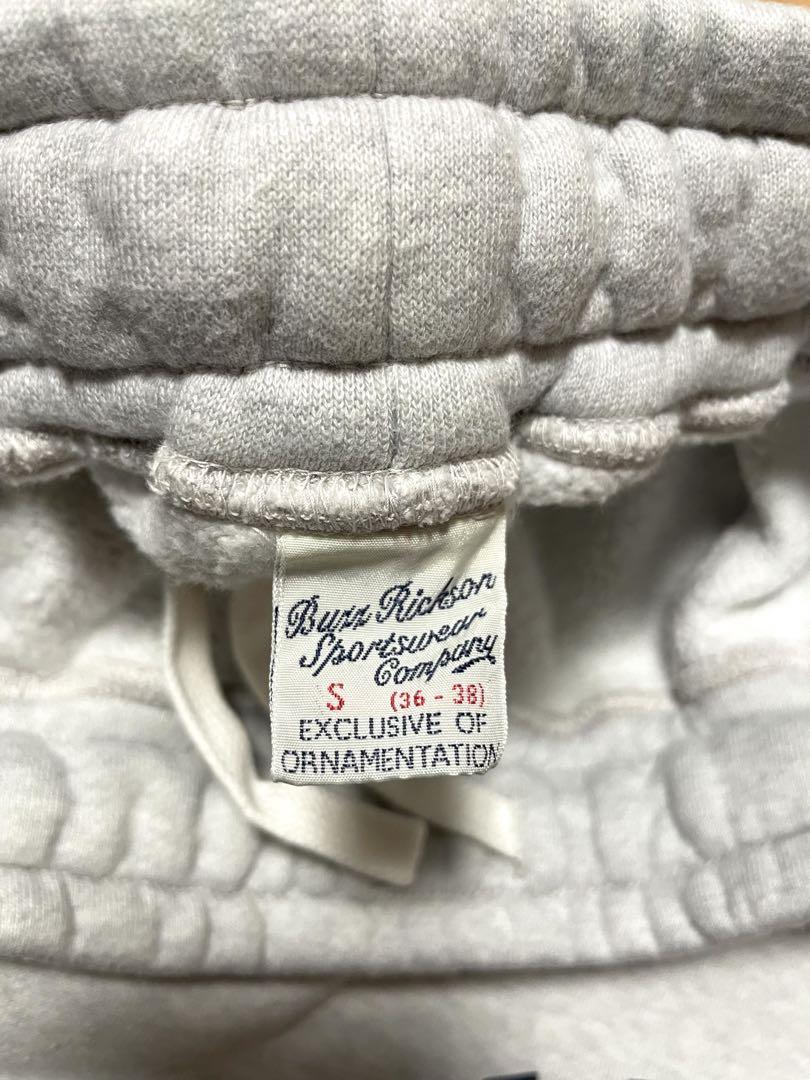 Buzz Rickson
Sportswear
Company
S (36 - 38)
EXCLUSIVE OF
ORNAMENTATION